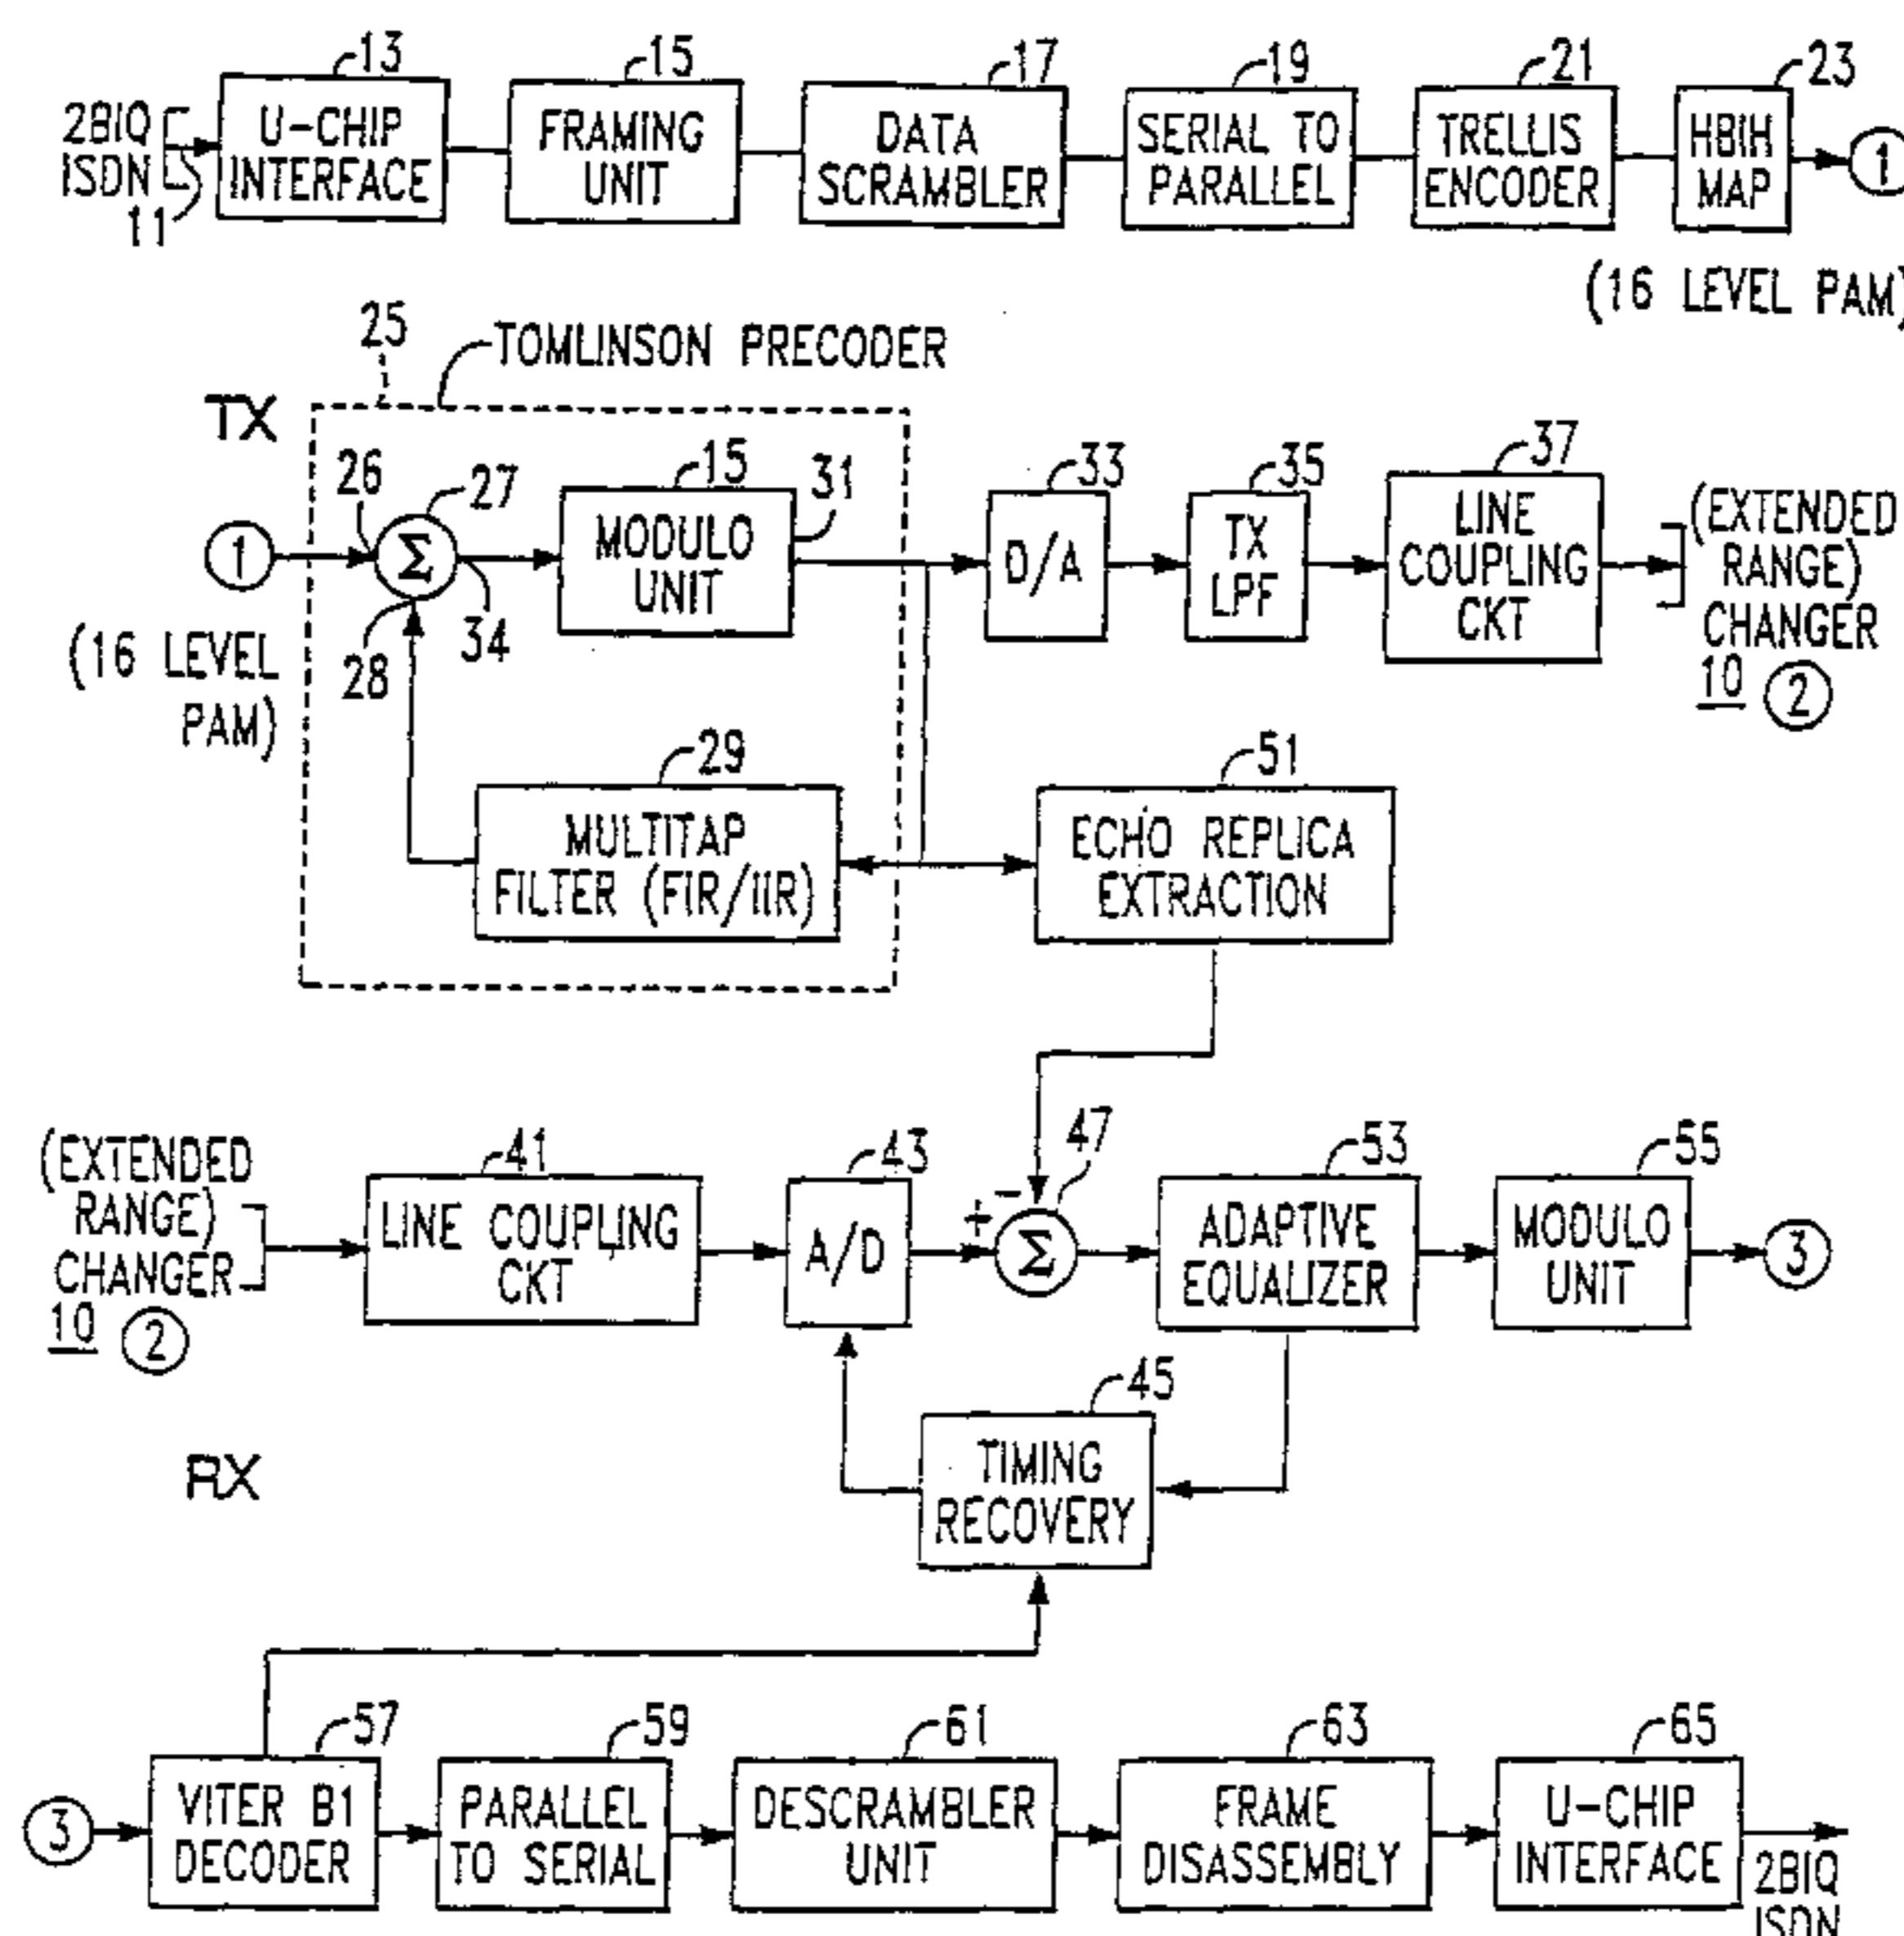 13
15
17
19
21
23
2BIQ
ISDN
11
U-CHIP
INTERFACE
FRAMING
UNIT
DATA
SCRAMBLER
SERIAL TO
PARALLEL
TRELLIS
ENCODER
HBIH
MAP
1
(16 LEVEL PAM)
25
TOMLINSON PRECODER
TX
1
(16 LEVEL
PAM)
26
27
28
34
15
MODULO
UNIT
31
33
D/A
35
TX
LPF
37
LINE
COUPLING
CKT
(EXTENDED
RANGE)
CHANGER
10
2
29
MULTITAP
FILTER (FIR/IIR)
51
ECHO REPLICA
EXTRACTION
(EXTENDED
RANGE)
CHANGER
10
2
41
LINE COUPLING
CKT
43
A/D
+
-
47
53
ADAPTIVE
EQUALIZER
55
MODULO
UNIT
3
45
TIMING
RECOVERY
RX
3
57
VITER B1
DECODER
59
PARALLEL
TO SERIAL
61
DESCRAMBLER
UNIT
63
FRAME
DISASSEMBLY
65
U-CHIP
INTERFACE
2BIQ
ISDN